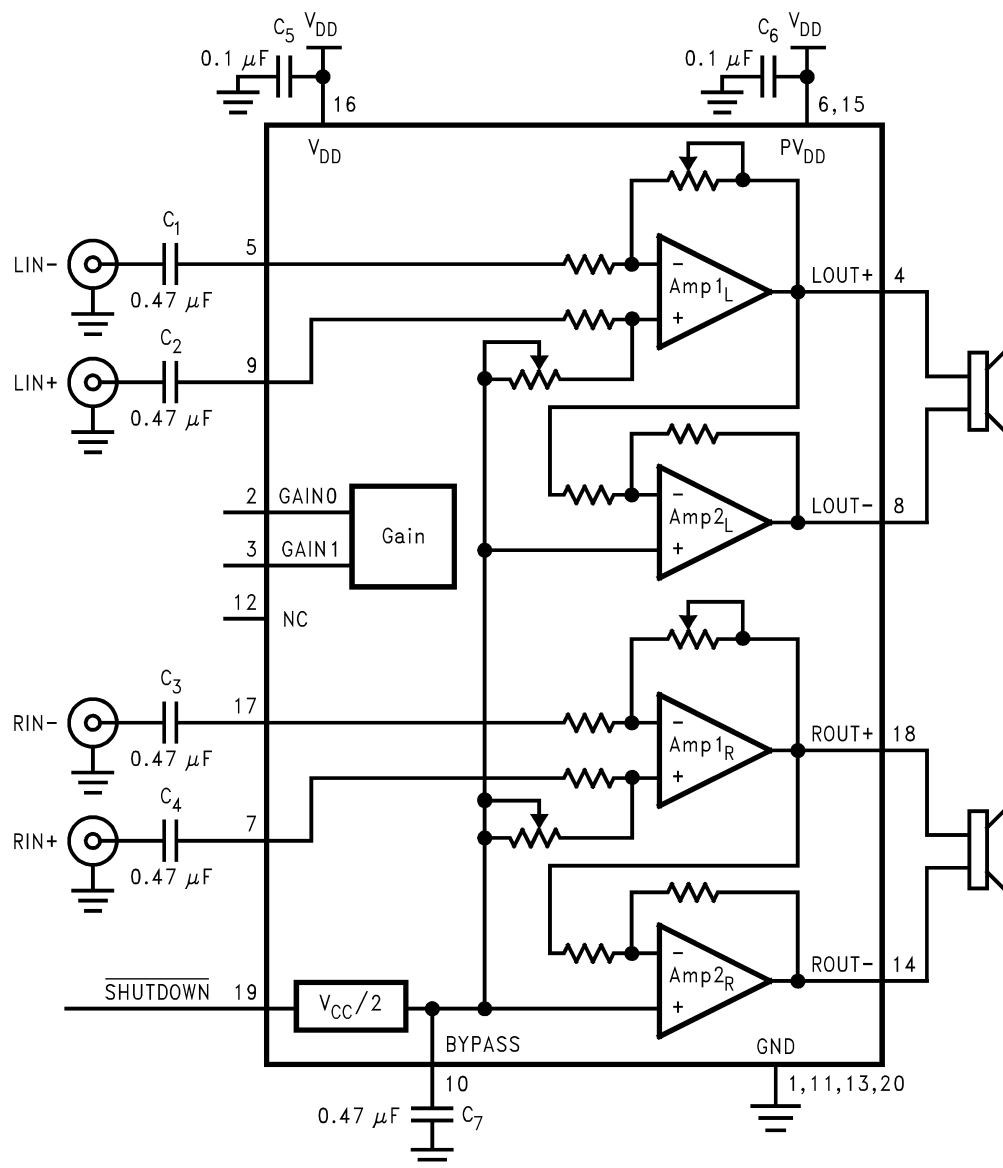 C5 VDD
0.1 μF
16
VDD
C6 VDD
0.1 μF
6,15
PVDD
LIN-
C1
0.47 μF
5
LIN+
C2
0.47 μF
9
-
Amp1L
+
LOUT+ 4
2 GAIN0
3 GAIN1
Gain
12 NC
-
Amp2L
+
LOUT- 8
RIN-
C3
0.47 μF
17
RIN+
C4
0.47 μF
7
-
Amp1R
+
ROUT+ 18
-
Amp2R
+
ROUT- 14
SHUTDOWN 19
VCC/2
BYPASS
10
0.47 μF C7
GND
1,11,13,20